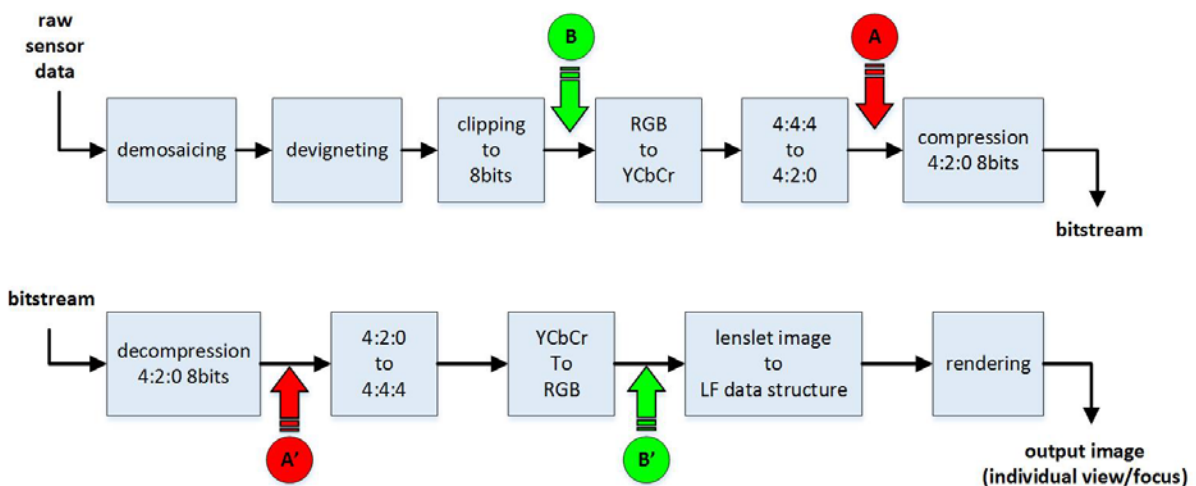 raw
sensor
data
B
A
demosaicing
devigneting
clipping
to
8bits
RGB
to
YCbCr
4:4:4
to
4:2:0
compression
4:2:0 8bits
bitstream
bitstream
decompression
4:2:0 8bits
4:2:0
to
4:4:4
YCbCr
To
RGB
lenslet image
to
LF data structure
rendering
A'
B'
output image
(individual view/focus)